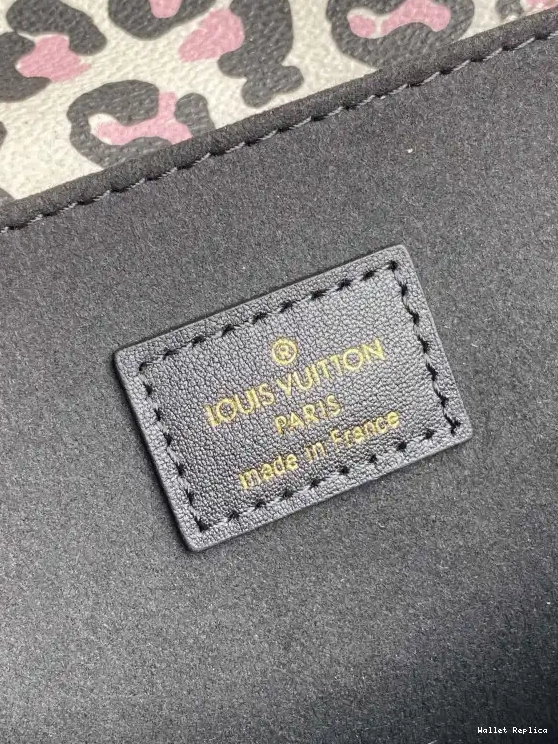 ®
LOUIS VUITTON
PARIS
made in France
Wallet Replica